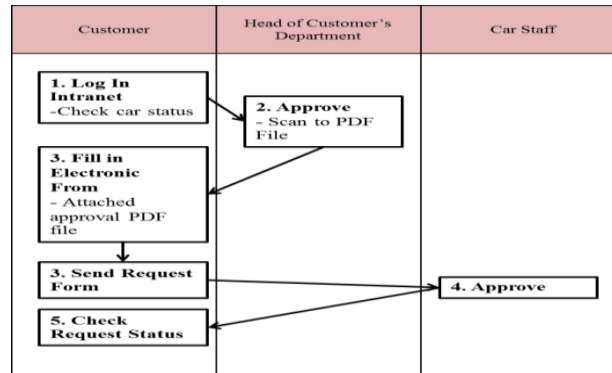 Customer
Head of Customer's
Department
Car Staff
1. Log In
Intranet
-Check car status
2. Approve
- Scan to PDF
File
3. Fill in
Electronic
From
- Attached
approval PDF
file
3. Send Request
Form
4. Approve
5. Check
Request Status